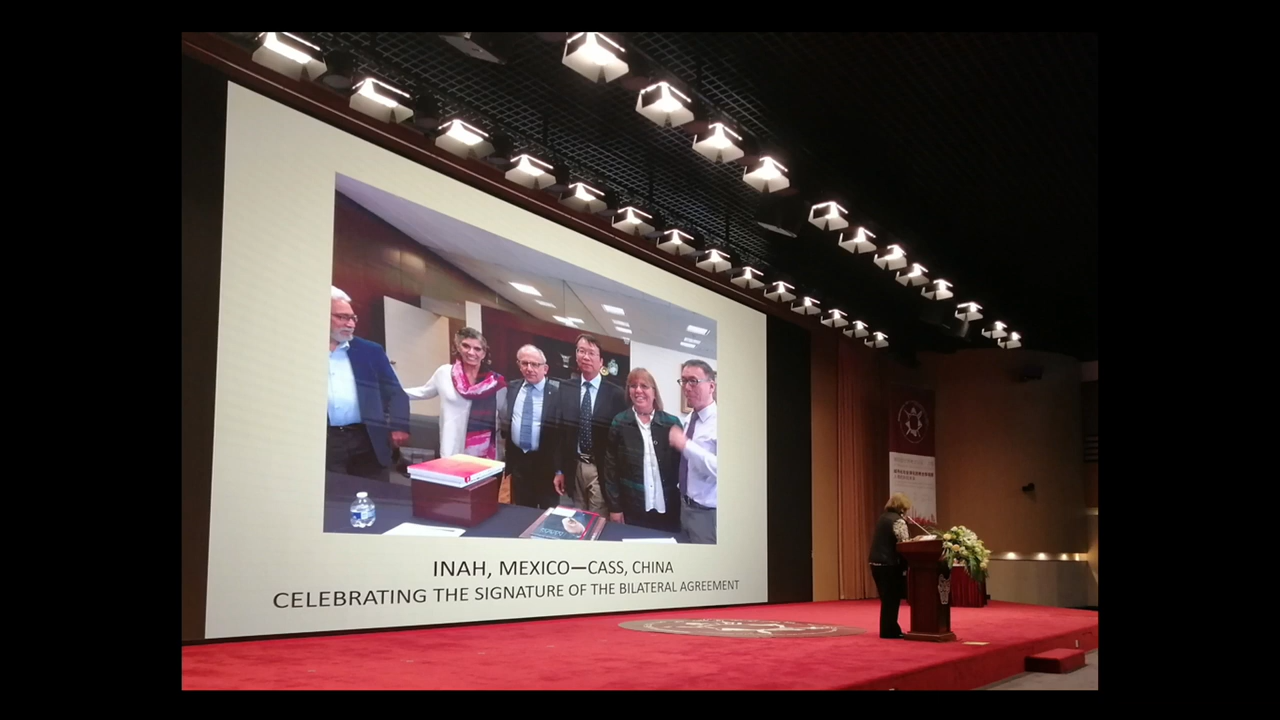 INAH, MEXICO—CASS, CHINA
CELEBRATING THE SIGNATURE OF THE BILATERAL AGREEMENT